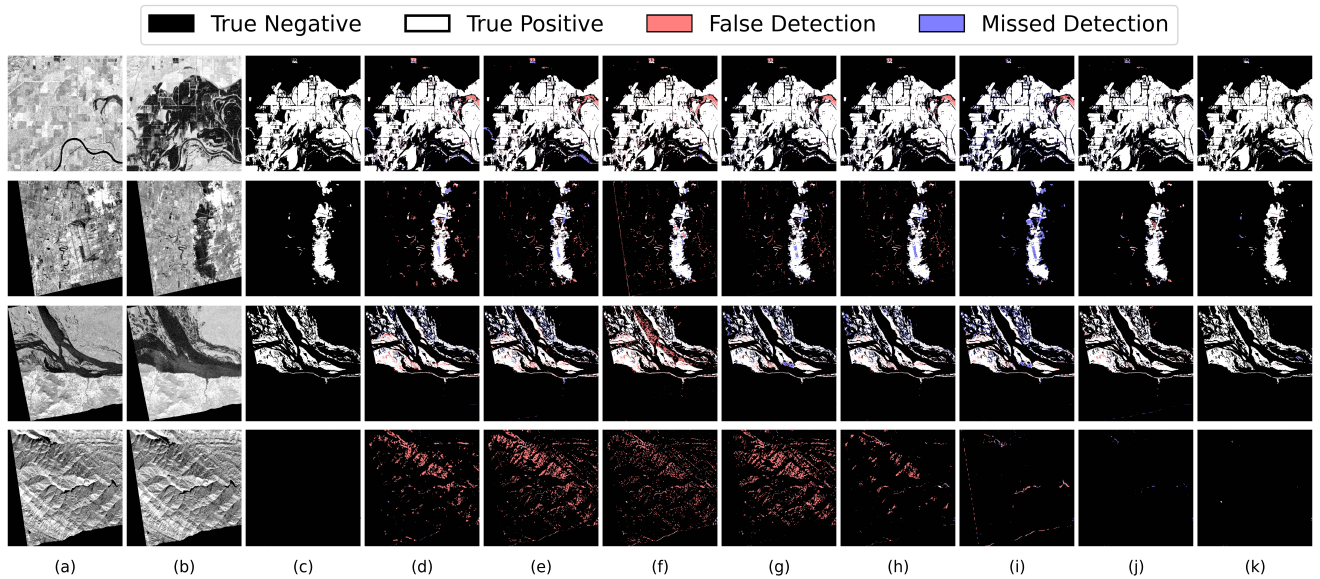 True Negative True Positive False Detection Missed Detection
(a) (b) (c) (d) (e) (f) (g) (h) (i) (j) (k)